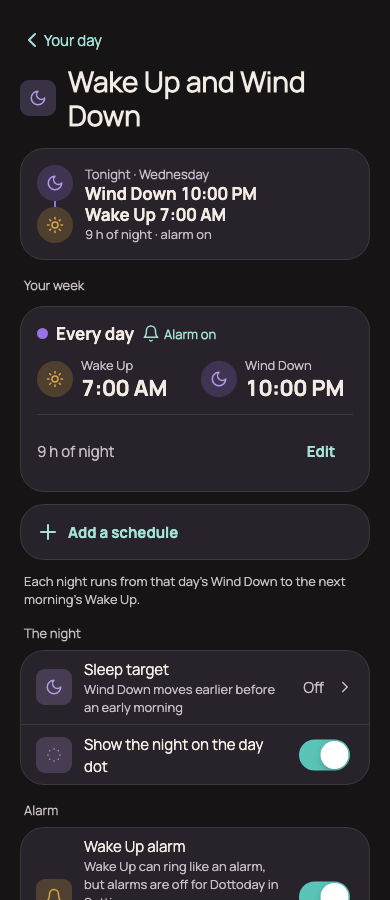 Your day
Wake Up and Wind
Down
Tonight · Wednesday
Wind Down 10:00 PM
Wake Up 7:00 AM
9 h of night · alarm on
Your week
Every day
Alarm on
Wake Up
7:00 AM
Wind Down
10:00 PM
9 h of night
Edit
Add a schedule
Each night runs from that day's Wind Down to the next
morning's Wake Up.
The night
Sleep target
Wind Down moves earlier before
an early morning
Off
Show the night on the day
dot
Alarm
Wake Up alarm
Wake Up can ring like an alarm,
but alarms are off for Dottoday in